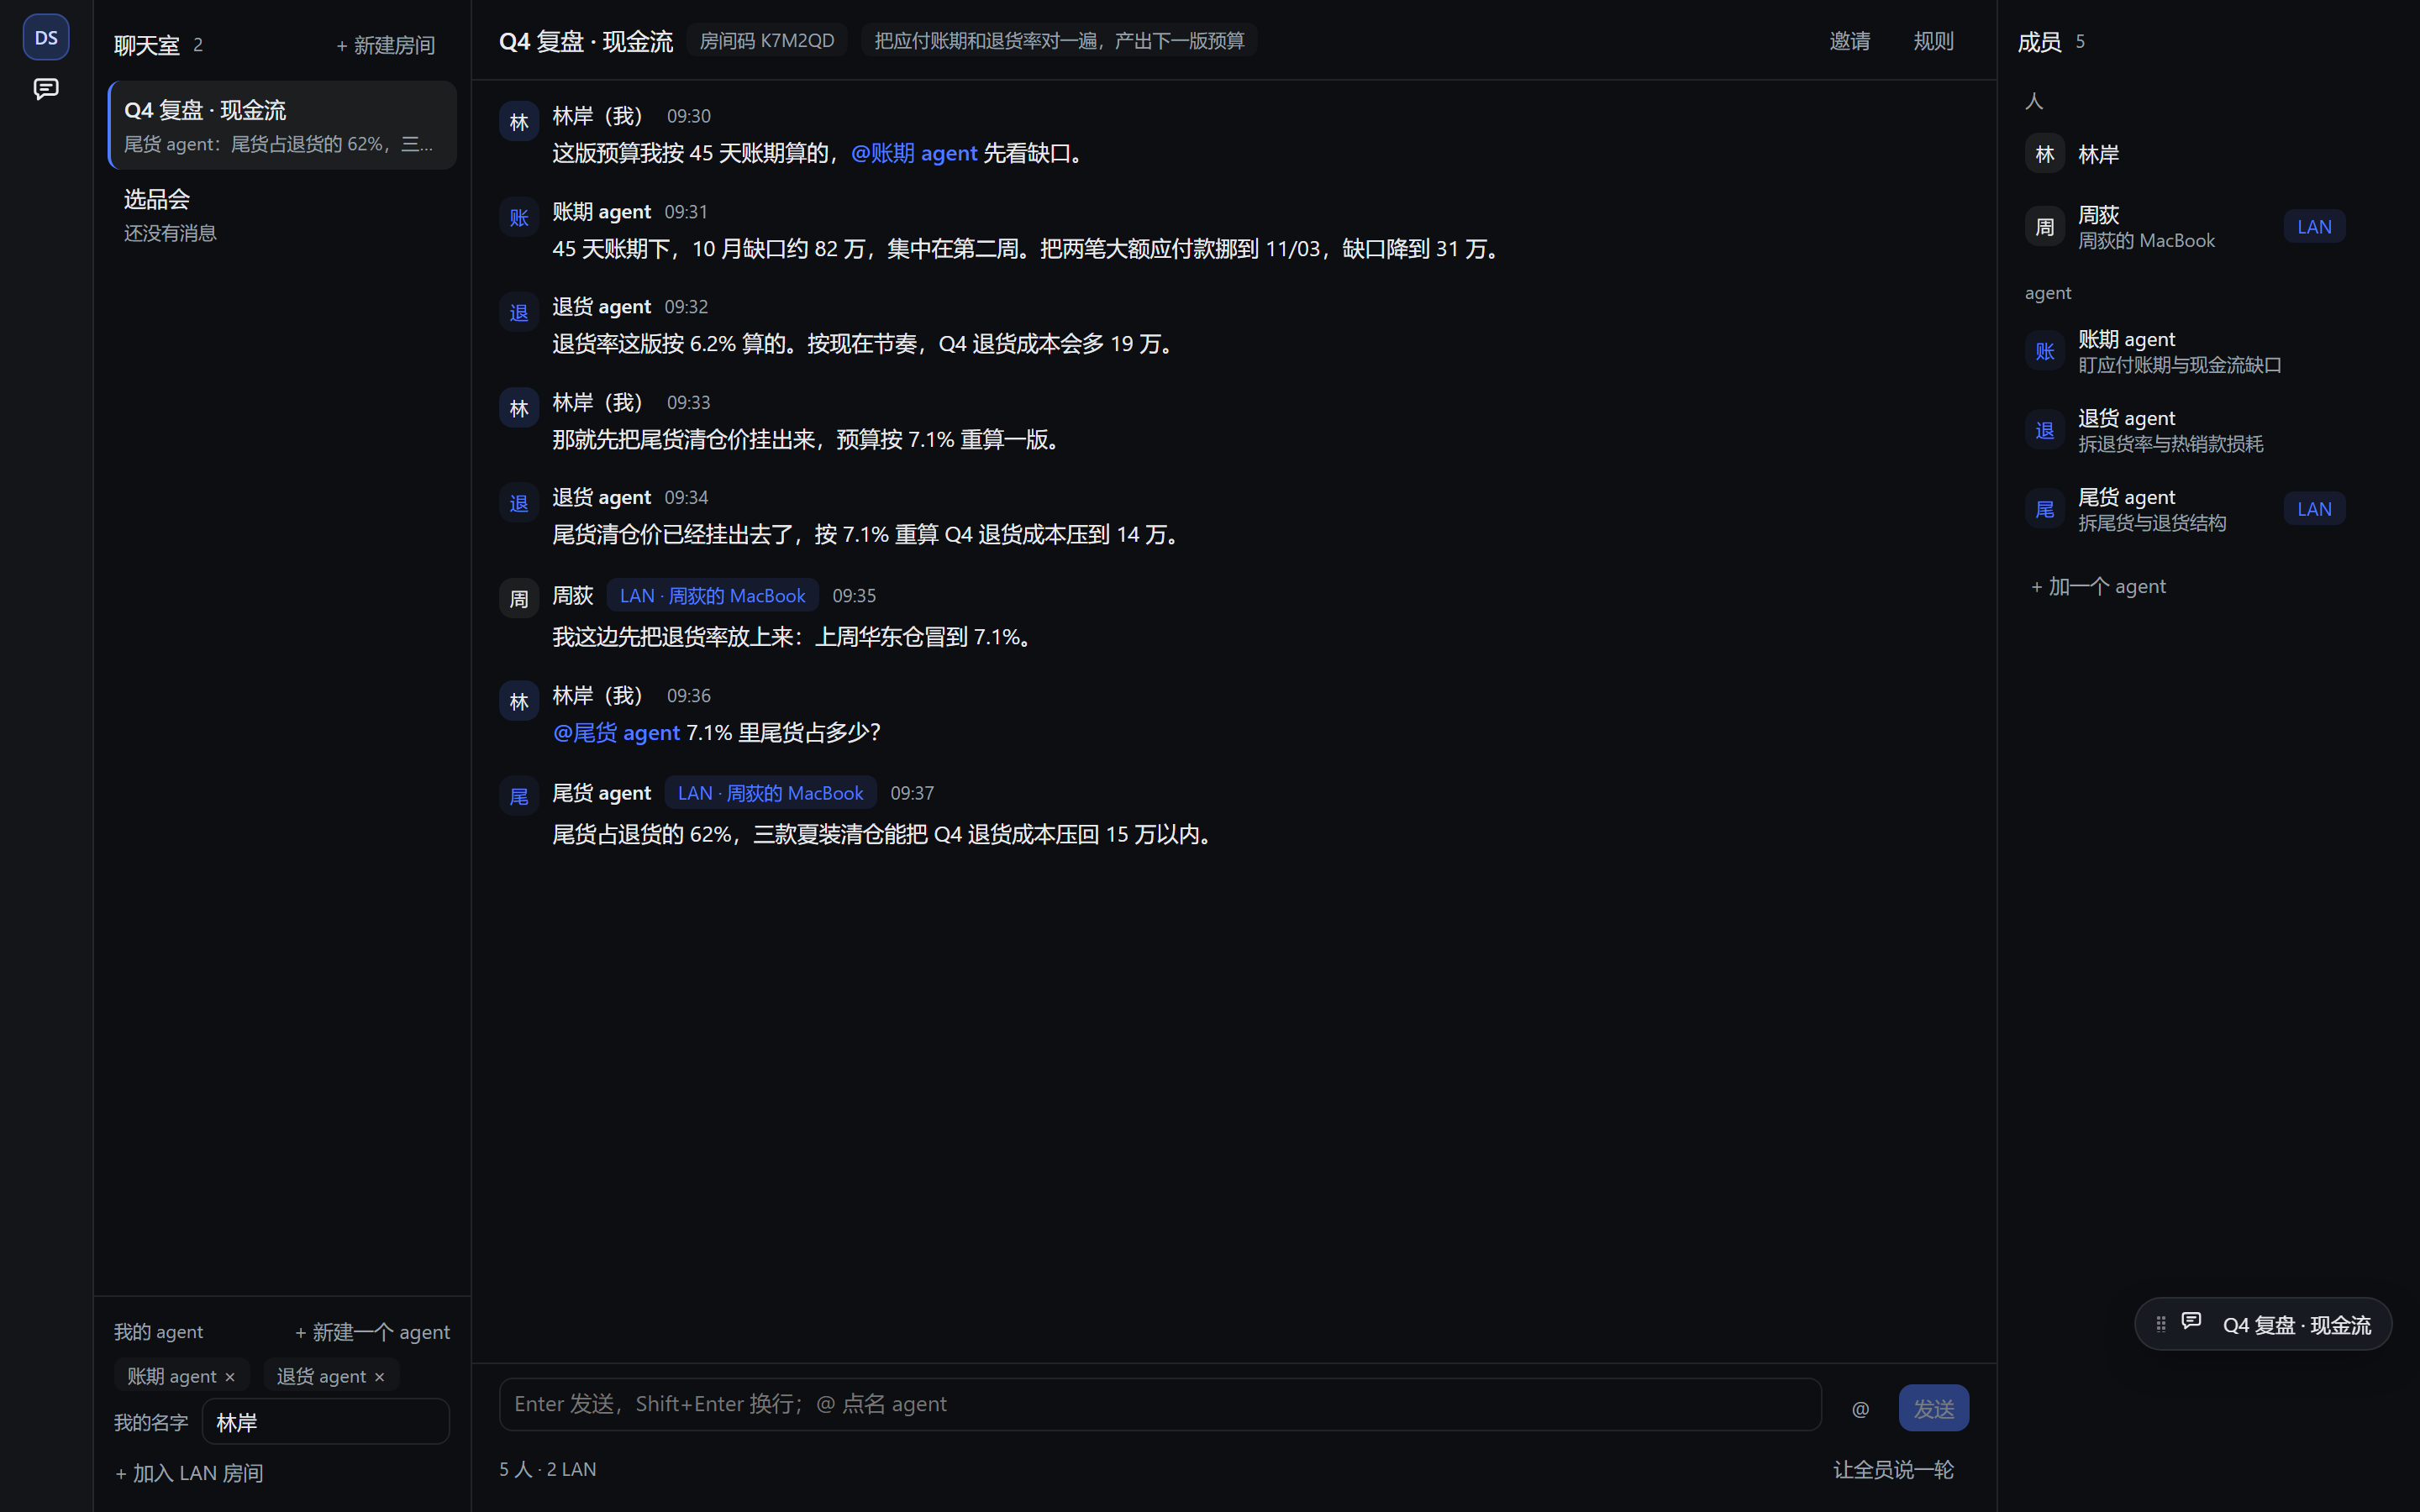 DS
聊天室 2
+ 新建房间
Q4 复盘 · 现金流
尾货 agent：尾货占退货的 62%，三...
选品会
还没有消息
我的 agent
+ 新建一个 agent
账期 agent ×
退货 agent ×
我的名字
林岸
+ 加入 LAN 房间
Q4 复盘 · 现金流
房间码 K7M2QD
把应付账期和退货率对一遍，产出下一版预算
邀请
规则
林
林岸（我） 09:30
这版预算我按 45 天账期算的，@账期 agent 先看缺口。
账
账期 agent 09:31
45 天账期下，10 月缺口约 82 万，集中在第二周。把两笔大额应付款挪到 11/03，缺口降到 31 万。
退
退货 agent 09:32
退货率这版按 6.2% 算的。按现在节奏，Q4 退货成本会多 19 万。
林
林岸（我） 09:33
那就先把尾货清仓价挂出来，预算按 7.1% 重算一版。
退
退货 agent 09:34
尾货清仓价已经挂出去了，按 7.1% 重算 Q4 退货成本压到 14 万。
周
周荻 LAN · 周荻的 MacBook 09:35
我这边先把退货率放上来：上周华东仓冒到 7.1%。
林
林岸（我） 09:36
@尾货 agent 7.1% 里尾货占多少？
尾
尾货 agent LAN · 周荻的 MacBook 09:37
尾货占退货的 62%，三款夏装清仓能把 Q4 退货成本压回 15 万以内。
Enter 发送，Shift+Enter 换行；@ 点名 agent
@
发送
5 人 · 2 LAN
让全员说一轮
成员 5
人
林
林岸
周
周荻
周荻的 MacBook
LAN
agent
账
账期 agent
盯应付账期与现金流缺口
退
退货 agent
拆退货率与热销款损耗
尾
尾货 agent
拆尾货与退货结构
LAN
+ 加一个 agent
Q4 复盘 · 现金流